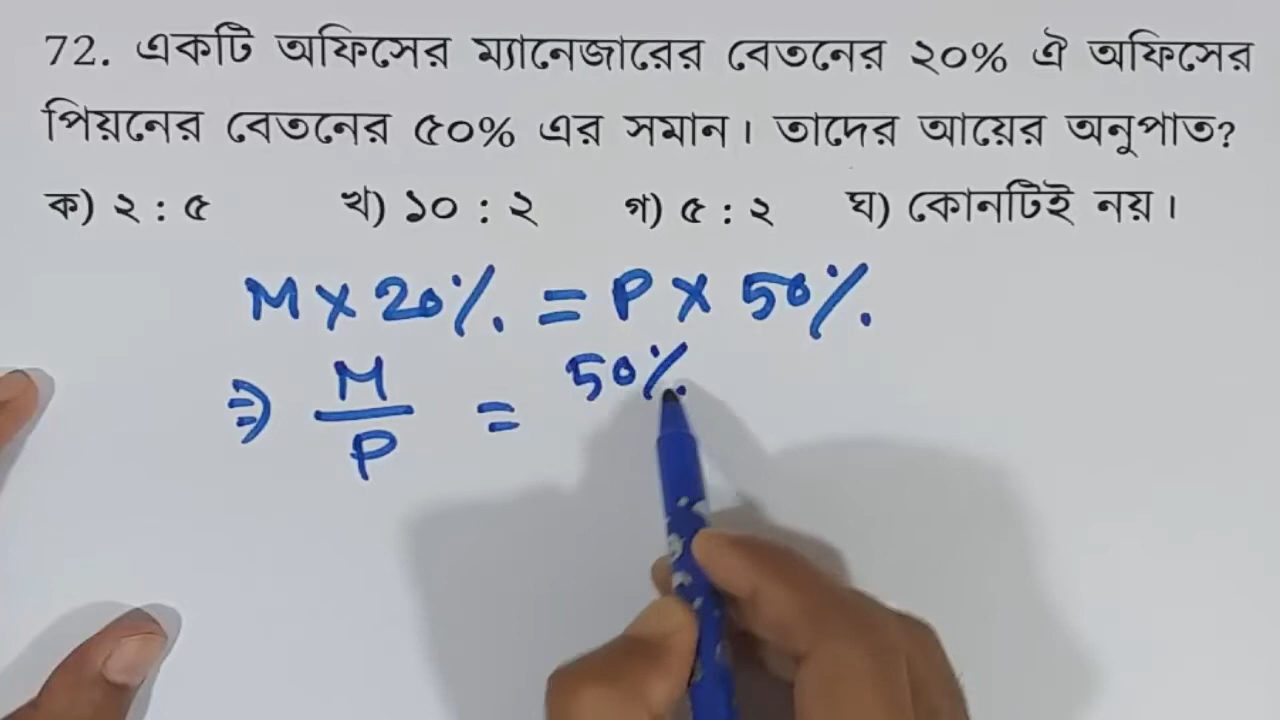 72. একটি অফিসের ম্যানেজারের বেতনের ২০% ঐ অফিসের
পিয়নের বেতনের ৫০% এর সমান। তাদের আয়ের অনুপাত?
ক) ২ : ৫ খ) ১০ : ২ গ) ৫ : ২ ঘ) কোনটিই নয়।
M × 20% = P × 50%.
⇒ M/P = 50%